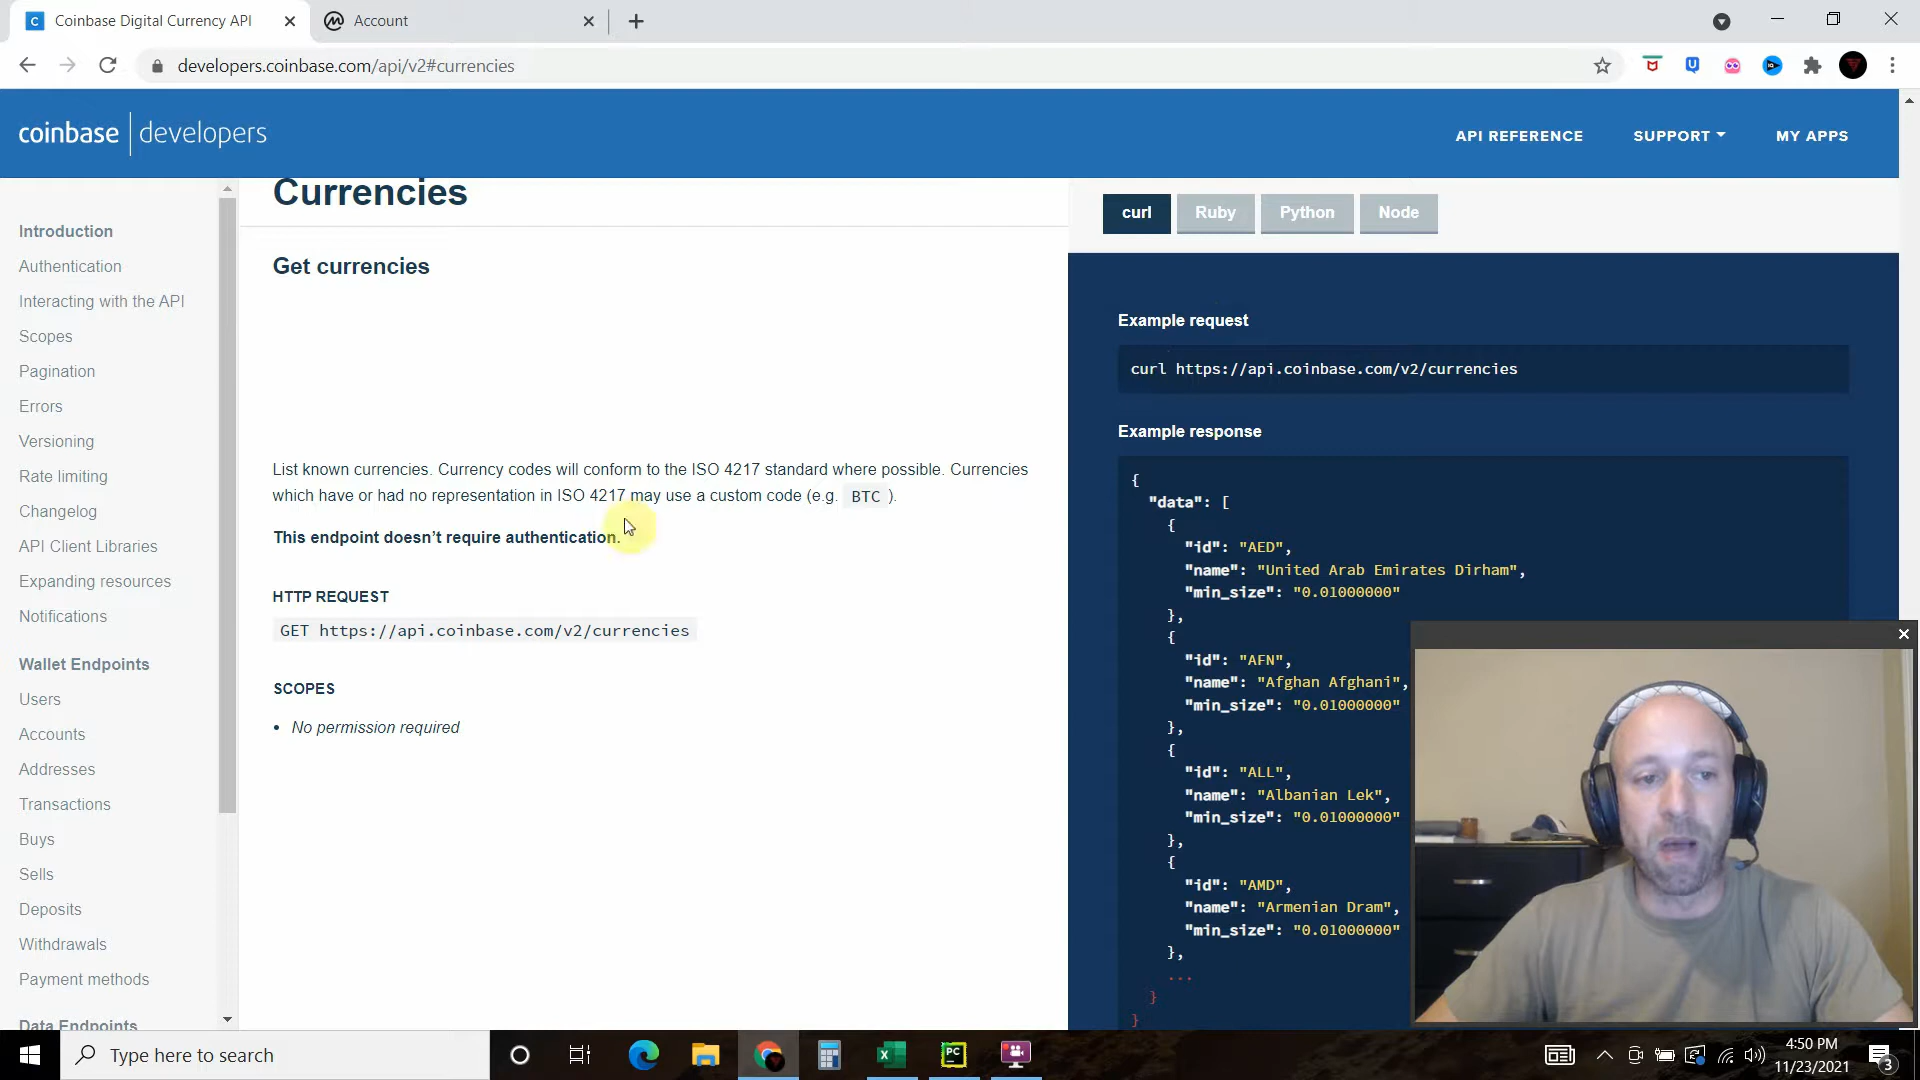 Coinbase Digital Currency API
Account
developers.coinbase.com/api/v2#currencies
coinbase developers
API REFERENCE
SUPPORT
MY APPS
Introduction
Authentication
Interacting with the API
Scopes
Pagination
Errors
Versioning
Rate limiting
Changelog
API Client Libraries
Expanding resources
Notifications
Wallet Endpoints
Users
Accounts
Addresses
Transactions
Buys
Sells
Deposits
Withdrawals
Payment methods
Data Endpoints
Currencies
Get currencies
List known currencies. Currency codes will conform to the ISO 4217 standard where possible. Currencies
which have or had no representation in ISO 4217 may use a custom code (e.g. BTC ).
This endpoint doesn’t require authentication.
HTTP REQUEST
GET https://api.coinbase.com/v2/currencies
SCOPES
• No permission required
curl
Ruby
Python
Node
Example request
curl https://api.coinbase.com/v2/currencies
Example response
{
"data": [
{
"id": "AED",
"name": "United Arab Emirates Dirham",
"min_size": "0.01000000"
},
{
"id": "AFN",
"name": "Afghan Afghani",
"min_size": "0.01000000"
},
{
"id": "ALL",
"name": "Albanian Lek",
"min_size": "0.01000000"
},
{
"id": "AMD",
"name": "Armenian Dram",
"min_size": "0.01000000"
},
...
}
}
Type here to search
PC
4:50 PM
11/23/2021
3